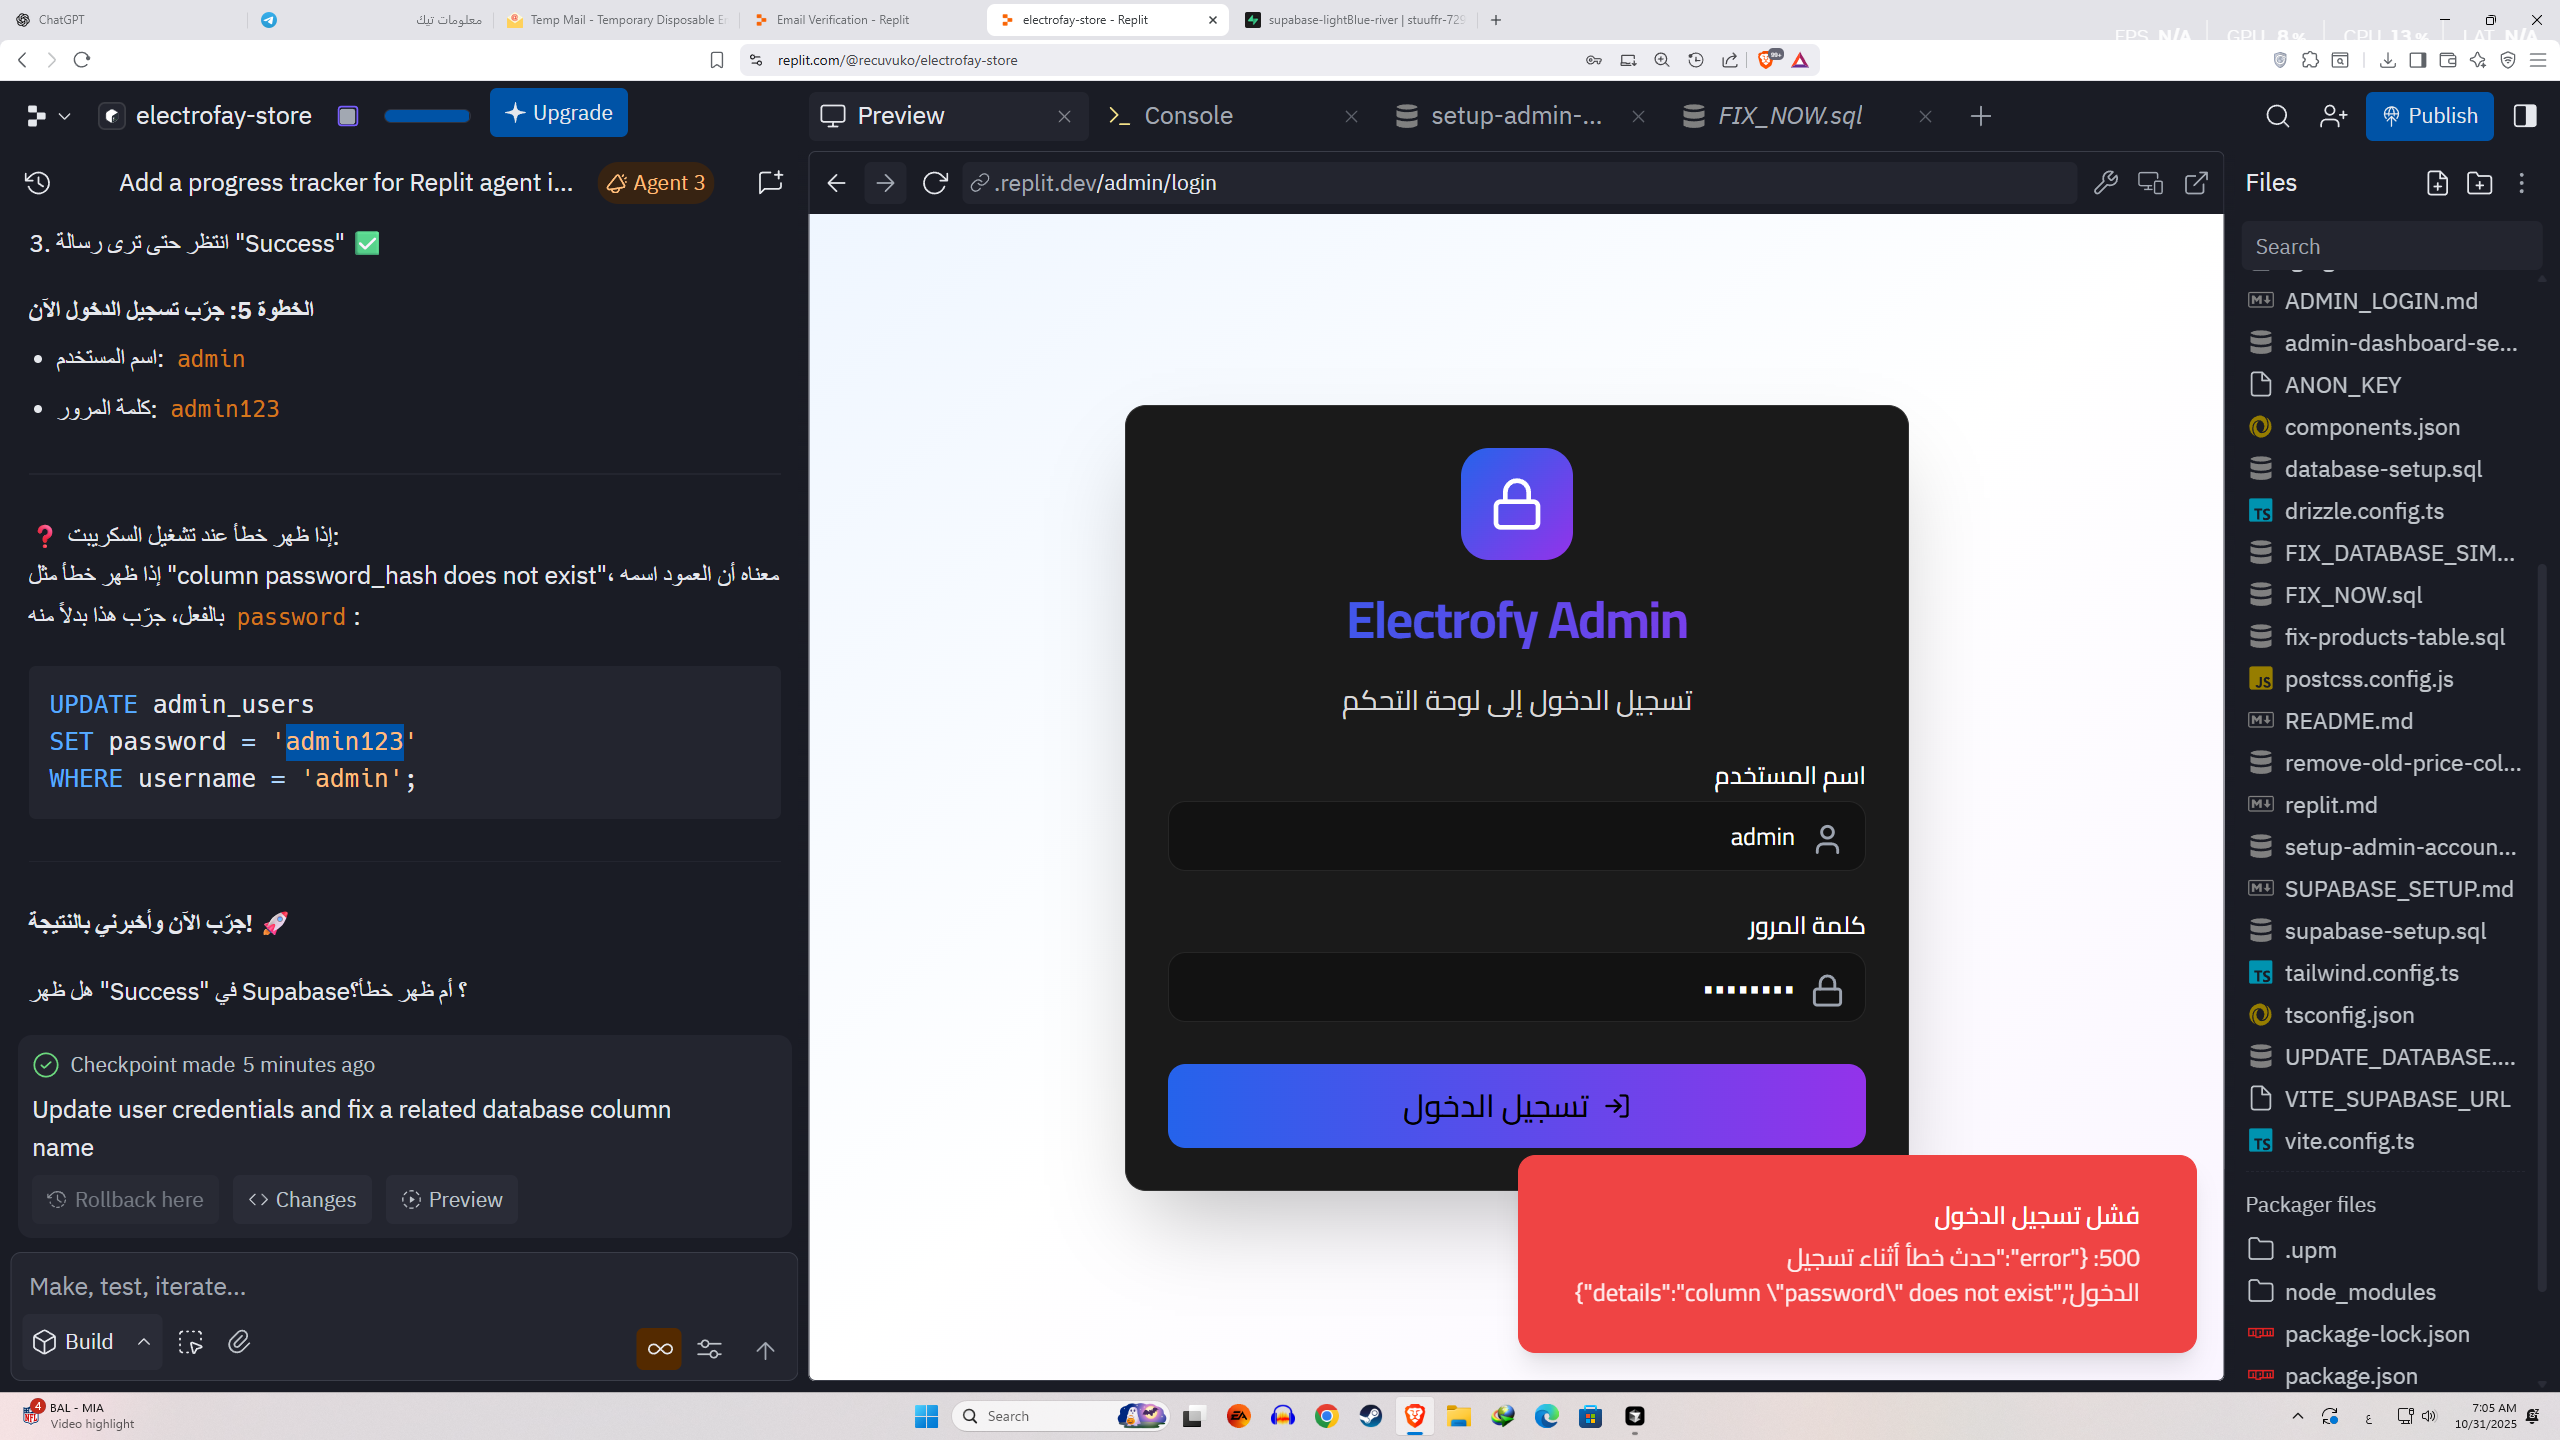 ChatGPT
معلومات تيك
Temp Mail - Temporary Disposable E
Email Verification - Replit
electrofay-store - Replit
supabase-lightBlue-river | stuuffr-729
FPS N/A GPU 8% CPU 13% LAT N/A
replit.com/@recuvuko/electrofay-store
99+
electrofay-store
Upgrade
Preview
Console
setup-admin-...
FIX_NOW.sql
Publish
Add a progress tracker for Replit agent i...
Agent 3
.replit.dev/admin/login
Files
Search
3. انتظر حتى ترى رسالة "Success" ✅
الخطوة 5: جرّب تسجيل الدخول الآن
• اسم المستخدم: admin
• كلمة المرور: admin123
❓ إذا ظهر خطأ عند تشغيل السكريبت:
إذا ظهر خطأ مثل "column password_hash does not exist"، معناه أن العمود اسمه
بالفعل، جرّب هذا بدلاً منه password :
UPDATE admin_users
SET password = 'admin123'
WHERE username = 'admin';
جرّب الآن وأخبرني بالنتيجة! 🚀
هل ظهر "Success" في Supabase؟ أم ظهر خطأ؟
Checkpoint made 5 minutes ago
Update user credentials and fix a related database column
name
Rollback here
Changes
Preview
Make, test, iterate...
Build
Electrofy Admin
تسجيل الدخول إلى لوحة التحكم
اسم المستخدم
admin
كلمة المرور
تسجيل الدخول
فشل تسجيل الدخول
500: {"error":"حدث خطأ أثناء تسجيل
الدخول","details":"column \"password\" does not exist"}
ADMIN_LOGIN.md
admin-dashboard-se...
ANON_KEY
components.json
database-setup.sql
drizzle.config.ts
FIX_DATABASE_SIM...
FIX_NOW.sql
fix-products-table.sql
postcss.config.js
README.md
remove-old-price-col...
replit.md
setup-admin-accoun...
SUPABASE_SETUP.md
supabase-setup.sql
tailwind.config.ts
tsconfig.json
UPDATE_DATABASE....
VITE_SUPABASE_URL
vite.config.ts
Packager files
.upm
node_modules
package-lock.json
package.json
4
BAL - MIA
Video highlight
Search
ع
7:05 AM
10/31/2025